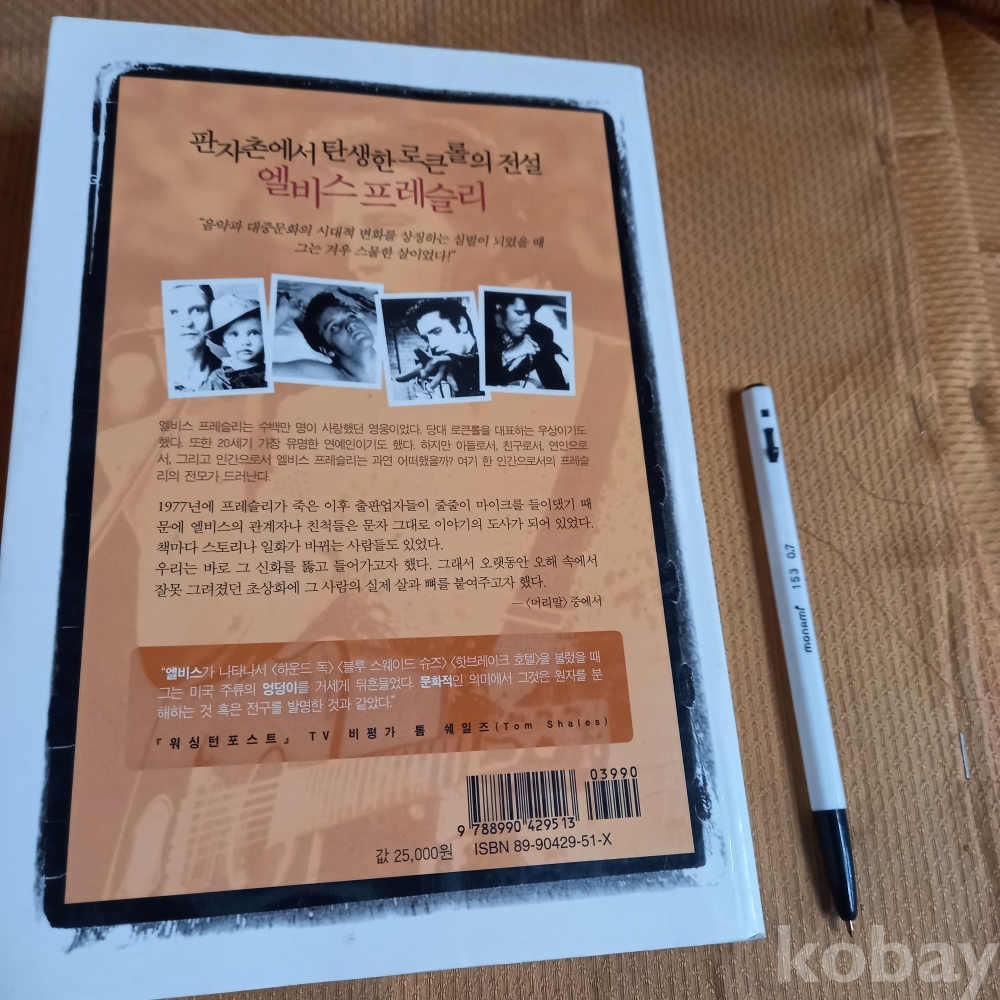 판자촌에서 탄생한 로큰롤의 전설
엘비스 프레슬리
"음악과 대중문화의 시대적 변화를 상징하는 심벌이 되었을 때
그는 겨우 스물한 살이었다!"
엘비스 프레슬리는 수백만 명이 사랑했던 영웅이었다. 당대 로큰롤을 대표하는 우상이기도
했다. 또한 20세기 가장 유명한 연예인이기도 했다. 하지만 아들로서, 친구로서, 연인으로
서, 그리고 인간으로서 엘비스 프레슬리는 과연 어떠했을까? 여기 한 인간으로서의 프레슬
리의 전모가 드러난다.
1977년에 프레슬리가 죽은 이후 출판업자들이 줄줄이 마이크를 들이댔기 때
문에 엘비스의 관계자나 친척들은 문자 그대로 이야기의 도사가 되어 있었다.
책마다 스토리나 일화가 바뀌는 사람들도 있었다.
우리는 바로 그 신화를 뚫고 들어가고자 했다. 그래서 오랫동안 오해 속에서
잘못 그려졌던 초상화에 그 사람의 실제 살과 뼈를 붙여주고자 했다.
—〈머리말〉 중에서
"엘비스가 나타나서 〈하운드 독〉 〈블루 스웨이드 슈즈〉 〈핫브레이크 호텔〉을 불렀을 때
그는 미국 주류의 엉덩이를 거세게 뒤흔들었다. 문화적인 의미에서 그것은 원자를 분
해하는 것 혹은 전구를 발명한 것과 같았다."
『워싱턴포스트』 TV 비평가 톰 쉐일즈(Tom Shales)
03990
9 788990 429513
값 25,000원 ISBN 89-90429-51-X
monami 153 0.7
kobay